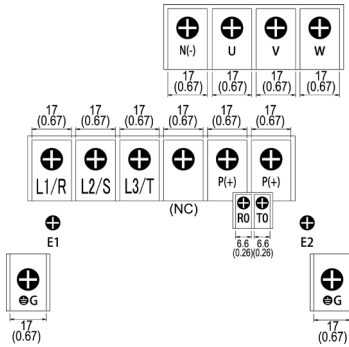 N(-) U V W
17 17 17 17
(0.67) (0.67) (0.67) (0.67)
17 17 17 17 17 17
(0.67) (0.67) (0.67) (0.67) (0.67) (0.67)
L1/R L2/S L3/T P(+) P(+)
(NC) R0 T0
E1 E2
6.6 6.6
(0.26) (0.26)
G G
17 17
(0.67) (0.67)